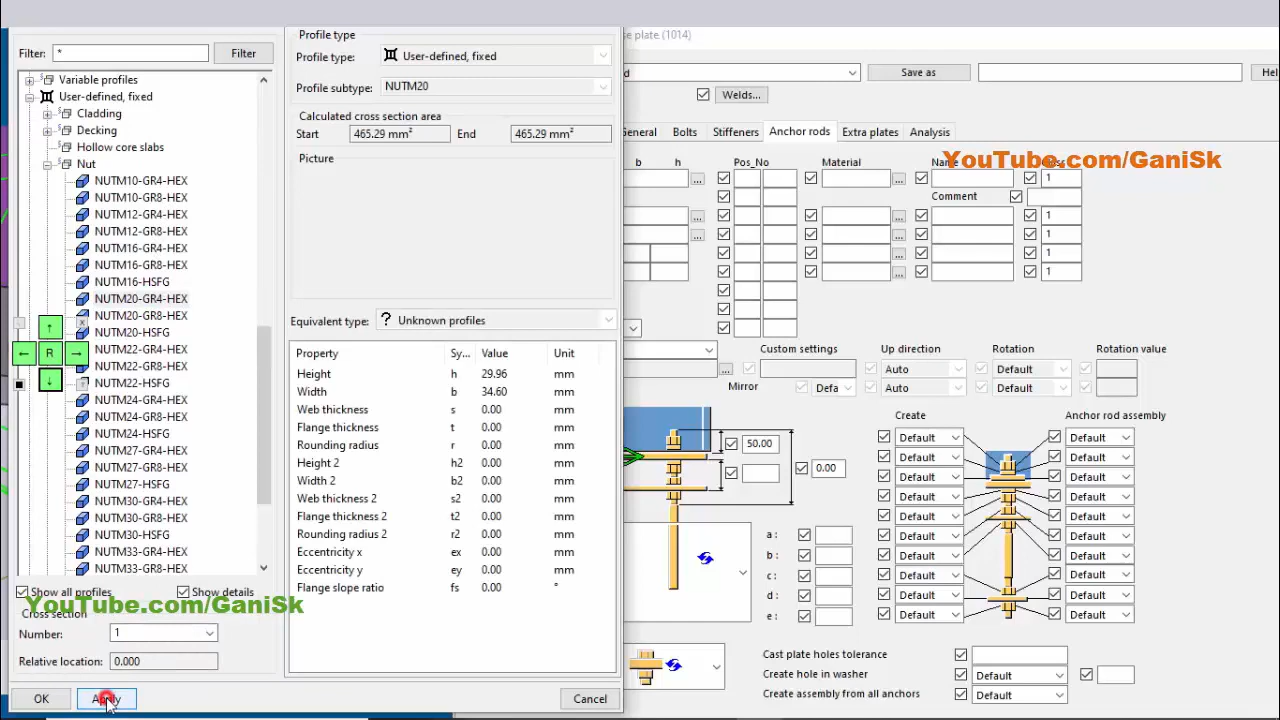 Filter:
*
Filter
Variable profiles
User-defined, fixed
Cladding
Decking
Hollow core slabs
Nut
NUTM10-GR4-HEX
NUTM10-GR8-HEX
NUTM12-GR4-HEX
NUTM12-GR8-HEX
NUTM16-GR4-HEX
NUTM16-GR8-HEX
NUTM16-HSFG
NUTM20-GR4-HEX
NUTM20-GR8-HEX
NUTM20-HSFG
NUTM22-GR4-HEX
NUTM22-GR8-HEX
NUTM22-HSFG
NUTM24-GR4-HEX
NUTM24-GR8-HEX
NUTM24-HSFG
NUTM27-GR4-HEX
NUTM27-GR8-HEX
NUTM27-HSFG
NUTM30-GR4-HEX
NUTM30-GR8-HEX
NUTM30-HSFG
NUTM33-GR4-HEX
NUTM33-GR8-HEX
R
Show all profiles
Show details
YouTube.com/GaniSk
Cross section
Number:
1
Relative location:
0.000
OK
Apply
Cancel
Profile type
Profile type:
User-defined, fixed
Profile subtype:
NUTM20
Calculated cross section area
Start
465.29 mm²
End
465.29 mm²
Picture
Equivalent type:
? Unknown profiles
Property Sy... Value Unit
Height h 29.96 mm
Width b 34.60 mm
Web thickness s 0.00 mm
Flange thickness t 0.00 mm
Rounding radius r 0.00 mm
Height 2 h2 0.00 mm
Width 2 b2 0.00 mm
Web thickness 2 s2 0.00 mm
Flange thickness 2 t2 0.00 mm
Rounding radius 2 r2 0.00 mm
Eccentricity x ex 0.00 mm
Eccentricity y ey 0.00 mm
Flange slope ratio fs 0.00 °
se plate (1014)
d
Save as
Hel
Welds...
General Bolts Stiffeners Anchor rods Extra plates Analysis
YouTube.com/GaniSk
b h Pos_No Material Name
... ... 1
Comment
... ... 1
... ... 1
1
... 1
Custom settings Up direction Rotation Rotation value
... Auto Default
Mirror Defa Auto Default
Create
Anchor rod assembly
50.00
0.00
Default Default
Default Default
Default Default
Default Default
Default Default
Default Default
Default Default
Default Default
Default Default
Default Default
a :
b :
c :
d :
e :
Cast plate holes tolerance
Create hole in washer Default
Create assembly from all anchors Default